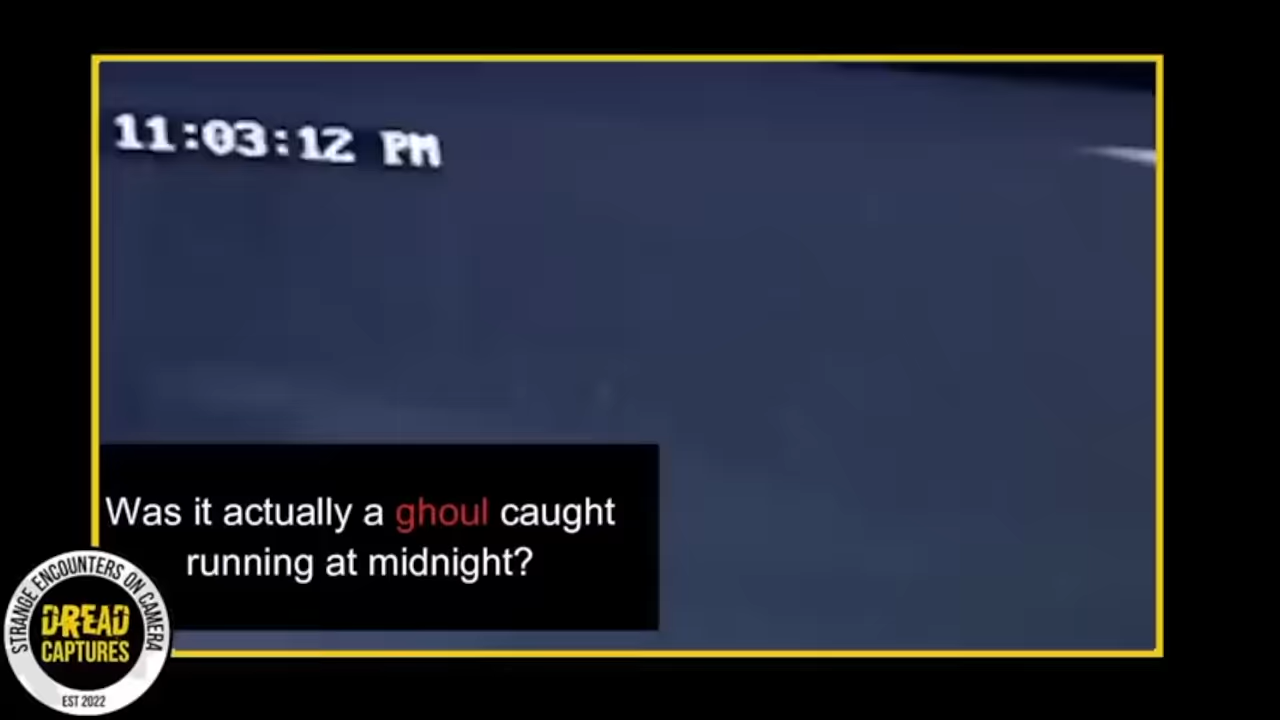 11:03:12 PM
Was it actually a ghoul caught
running at midnight?
STRANGE ENCOUNTERS ON CAMERA
DREAD
CAPTURES
EST 2022